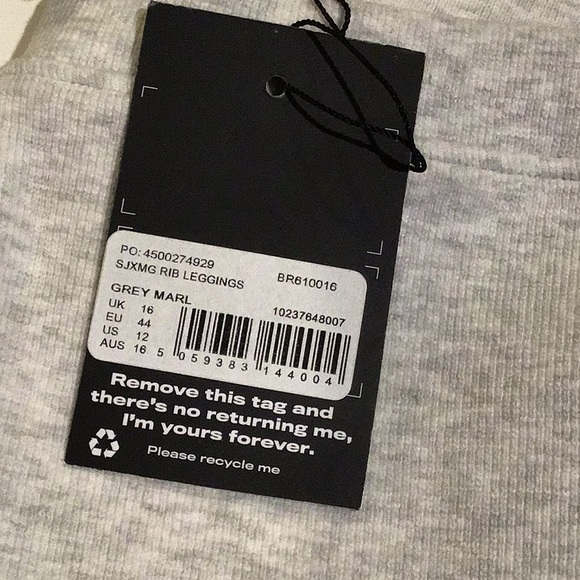 PO: 4500274929
SJXMG RIB LEGGINGS BR610016
GREY MARL
UK 16 10237648007
EU 44
US 12
AUS 16
5 059383 144004
Remove this tag and
there's no returning me,
I'm yours forever.
Please recycle me